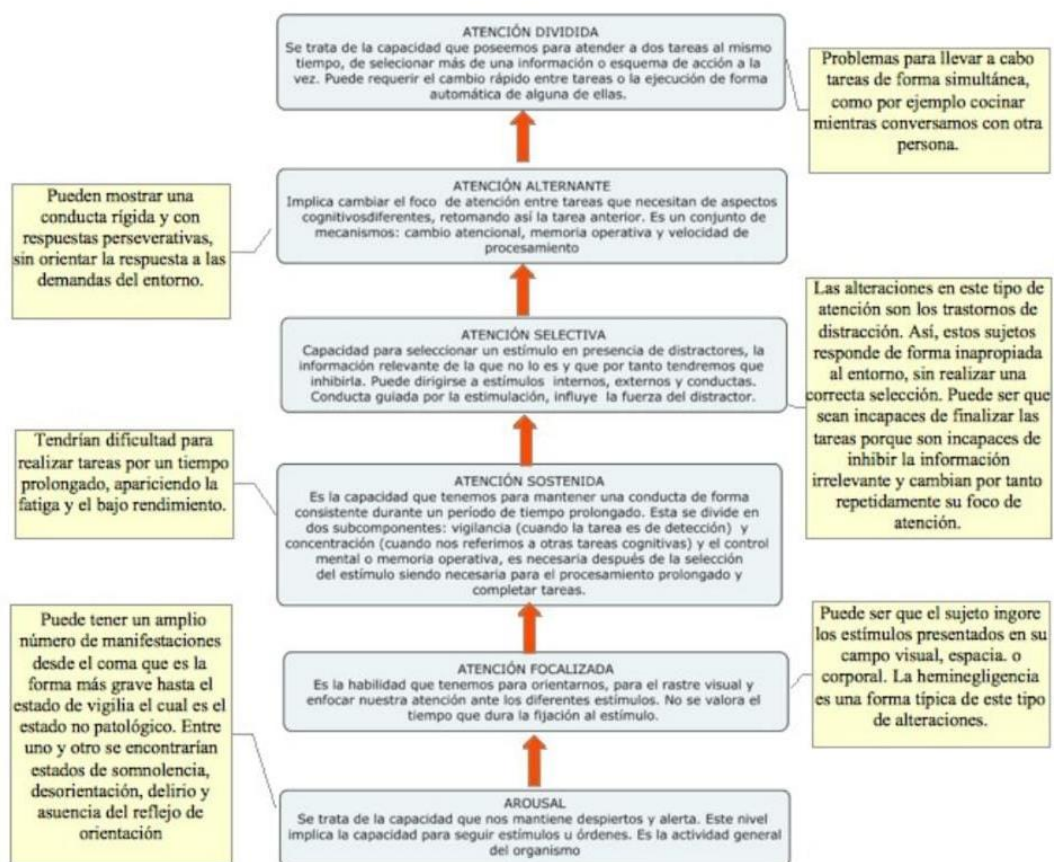 ATENCIÓN DIVIDIDA
Se trata de la capacidad que poseemos para atender a dos tareas al mismo
tiempo, de selecionar más de una información o esquema de acción a la
vez. Puede requerir el cambio rápido entre tareas o la ejecución de forma
automática de alguna de ellas.
Problemas para llevar a cabo
tareas de forma simultánea,
como por ejemplo cocinar
mientras conversamos con otra
persona.
ATENCIÓN ALTERNANTE
Implica cambiar el foco de atención entre tareas que necesitan de aspectos
cognitivosdiferentes, retomando así la tarea anterior. Es un conjunto de
mecanismos: cambio atencional, memoria operativa y velocidad de
procesamiento
Pueden mostrar una
conducta rígida y con
respuestas perseverativas,
sin orientar la respuesta a las
demandas del entorno.
ATENCIÓN SELECTIVA
Capacidad para seleccionar un estímulo en presencia de distractores, la
información relevante de la que no lo es y que por tanto tendremos que
inhibirla. Puede dirigirse a estímulos internos, externos y conductas.
Conducta guiada por la estimulación, influye la fuerza del distractor.
Las alteraciones en este tipo de
atención son los trastornos de
distracción. Así, estos sujetos
responde de forma inapropiada
al entorno, sin realizar una
correcta selección. Puede ser que
sean incapaces de finalizar las
tareas porque son incapaces de
inhibir la información
irrelevante y cambian por tanto
repetidamente su foco de
atención.
Tendrían dificultad para
realizar tareas por un tiempo
prolongado, apariciendo la
fatiga y el bajo rendimiento.
ATENCIÓN SOSTENIDA
Es la capacidad que tenemos para mantener una conducta de forma
consistente durante un período de tiempo prolongado. Esta se divide en
dos subcomponentes: vigilancia (cuando la tarea es de detección) y
concentración (cuando nos referimos a otras tareas cognitivas) y el control
mental o memoria operativa, es necesaria después de la selección
del estímulo siendo necesaria para el procesamiento prolongado y
completar tareas.
Puede tener un amplio
número de manifestaciones
desde el coma que es la
forma más grave hasta el
estado de vigilia el cual es el
estado no patológico. Entre
uno y otro se encontrarían
estados de somnolencia,
desorientación, delirio y
asuencia del reflejo de
orientación
ATENCIÓN FOCALIZADA
Es la habilidad que tenemos para orientarnos, para el rastre visual y
enfocar nuestra atención ante los diferentes estímulos. No se valora el
tiempo que dura la fijación al estímulo.
Puede ser que el sujeto ingore
los estímulos presentados en su
campo visual, espacia. o
corporal. La heminegligencia
es una forma típica de este tipo
de alteraciones.
AROUSAL
Se trata de la capacidad que nos mantiene despiertos y alerta. Este nivel
implica la capacidad para seguir estímulos u órdenes. Es la actividad general
del organismo